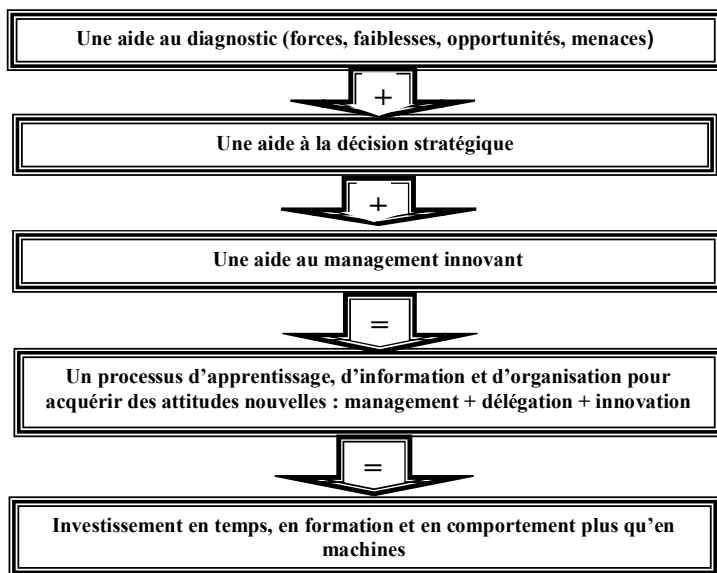 Une aide au diagnostic (forces, faiblesses, opportunités, menaces)
+
Une aide à la décision stratégique
+
Une aide au management innovant
=
Un processus d’apprentissage, d’information et d’organisation pour
acquérir des attitudes nouvelles : management + délégation + innovation
=
Investissement en temps, en formation et en comportement plus qu’en
machines